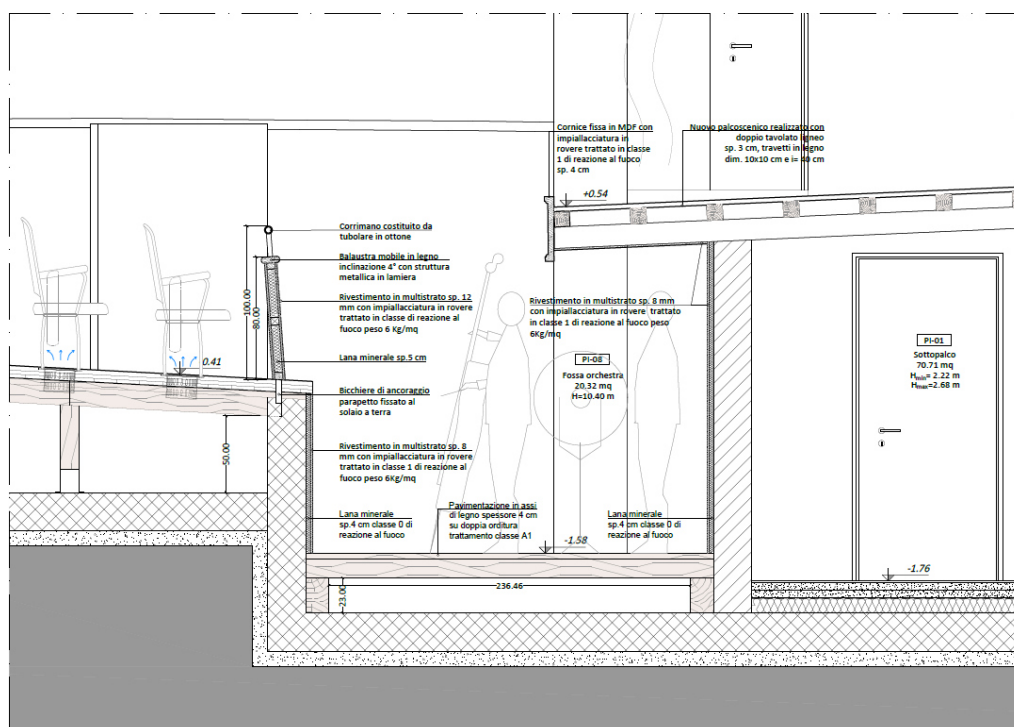 Cornice fissa in MDF con
impiallacciatura in
rovere trattato in classe
1 di reazione al fuoco
sp. 4 cm
Nuovo palcoscenico realizzato con
doppio tavolato ligneo
sp. 3 cm, travetti in legno
dim. 10x10 cm e i= 40 cm
+0.54
Corrimano costituito da
tubolare in ottone
Balaustra mobile in legno
inclinazione 4° con struttura
metallica in lamiera
Rivestimento in multistrato sp. 12
mm con impiallacciatura in rovere
trattato in classe di reazione al
fuoco peso 6 Kg/mq
Lana minerale sp.5 cm
Bicchiere di ancoraggio
parapetto fissato al
solaio a terra
Rivestimento in multistrato sp. 8
mm con impiallacciatura in rovere
trattato in classe 1 di reazione al
fuoco peso 6Kg/mq
Lana minerale
sp.4 cm classe 0 di
reazione al fuoco
100.00
80.00
0.41
50.00
Rivestimento in multistrato sp. 8 mm
con impiallacciatura in rovere trattato
in classe 1 di reazione al fuoco peso
6Kg/mq
PI-08
Fossa orchestra
20.32 mq
H=10.40 m
Pavimentazione in assi
di legno spessore 4 cm
su doppia orditura
trattamento classe A1
Lana minerale
sp.4 cm classe 0 di
reazione al fuoco
-1.58
236.46
23.00
PI-01
Sottopalco
70.71 mq
Hmin= 2.22 m
Hmax=2.68 m
-1.76